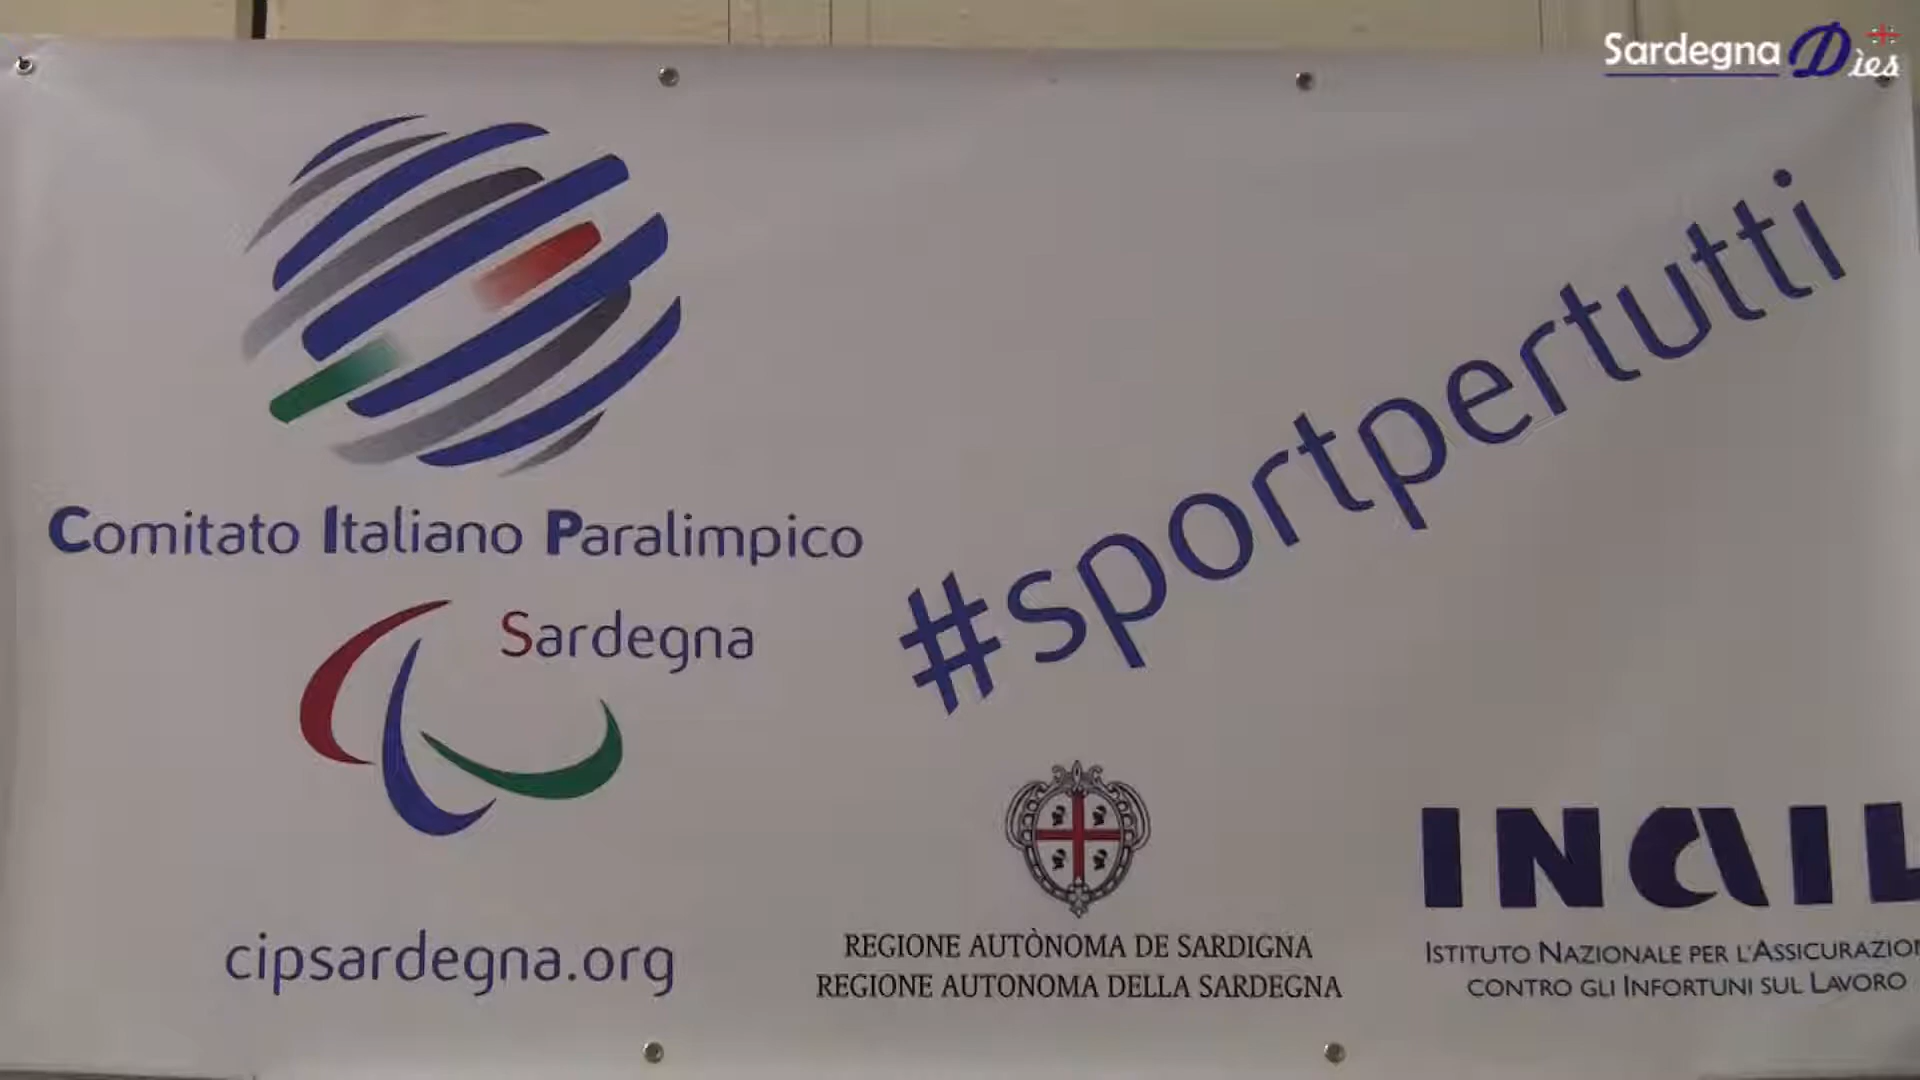 Sardegna Dies
Comitato Italiano Paralimpico
Sardegna
#sportpertutti
cipsardegna.org
REGIONE AUTÒNOMA DE SARDIGNA
REGIONE AUTONOMA DELLA SARDEGNA
INAIL
ISTITUTO NAZIONALE PER L'ASSICURAZION
CONTRO GLI INFORTUNI SUL LAVORO